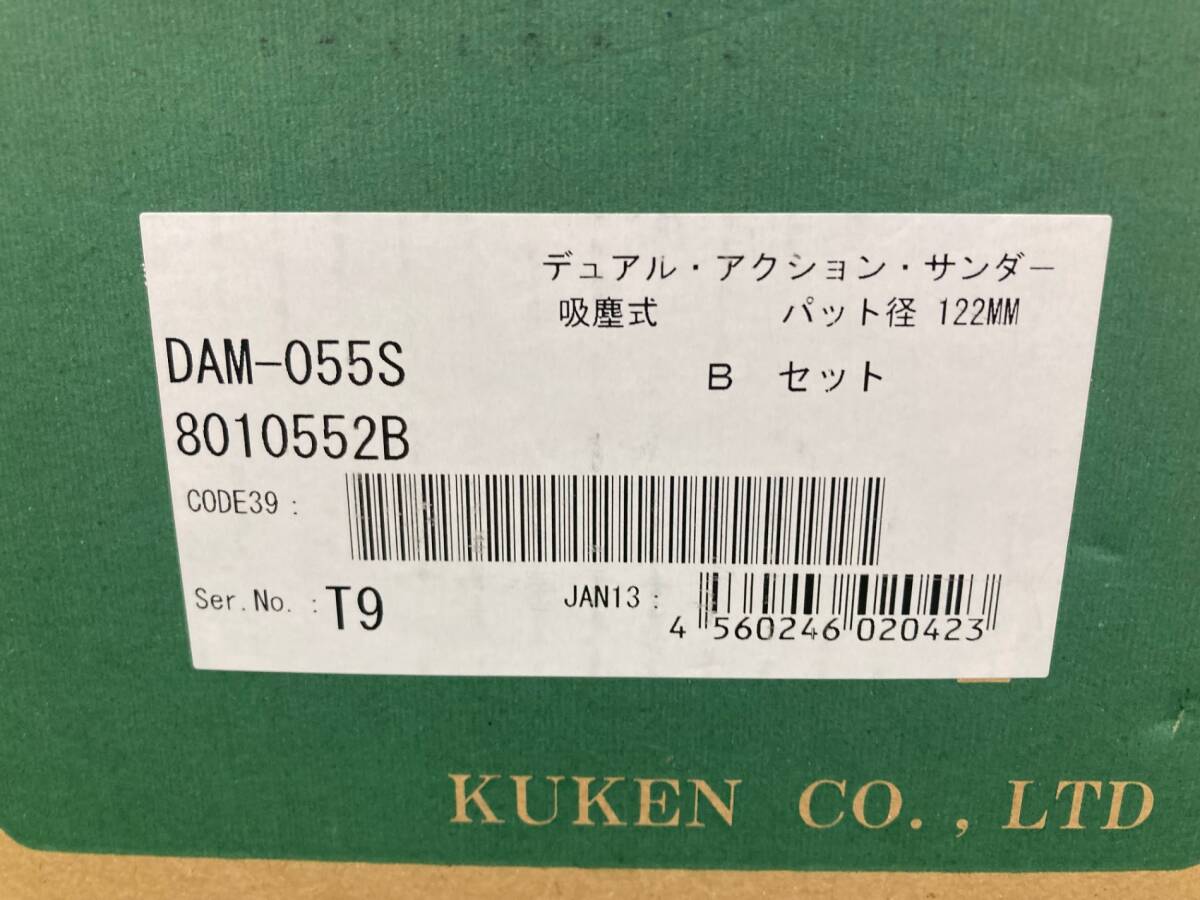 デュアル・アクション・サンダー
吸塵式 パット径 122MM
DAM-055S
B セット
8010552B
CODE39 :
Ser.No. : T9
JAN13 :
4 560246 020423
KUKEN CO., LTD